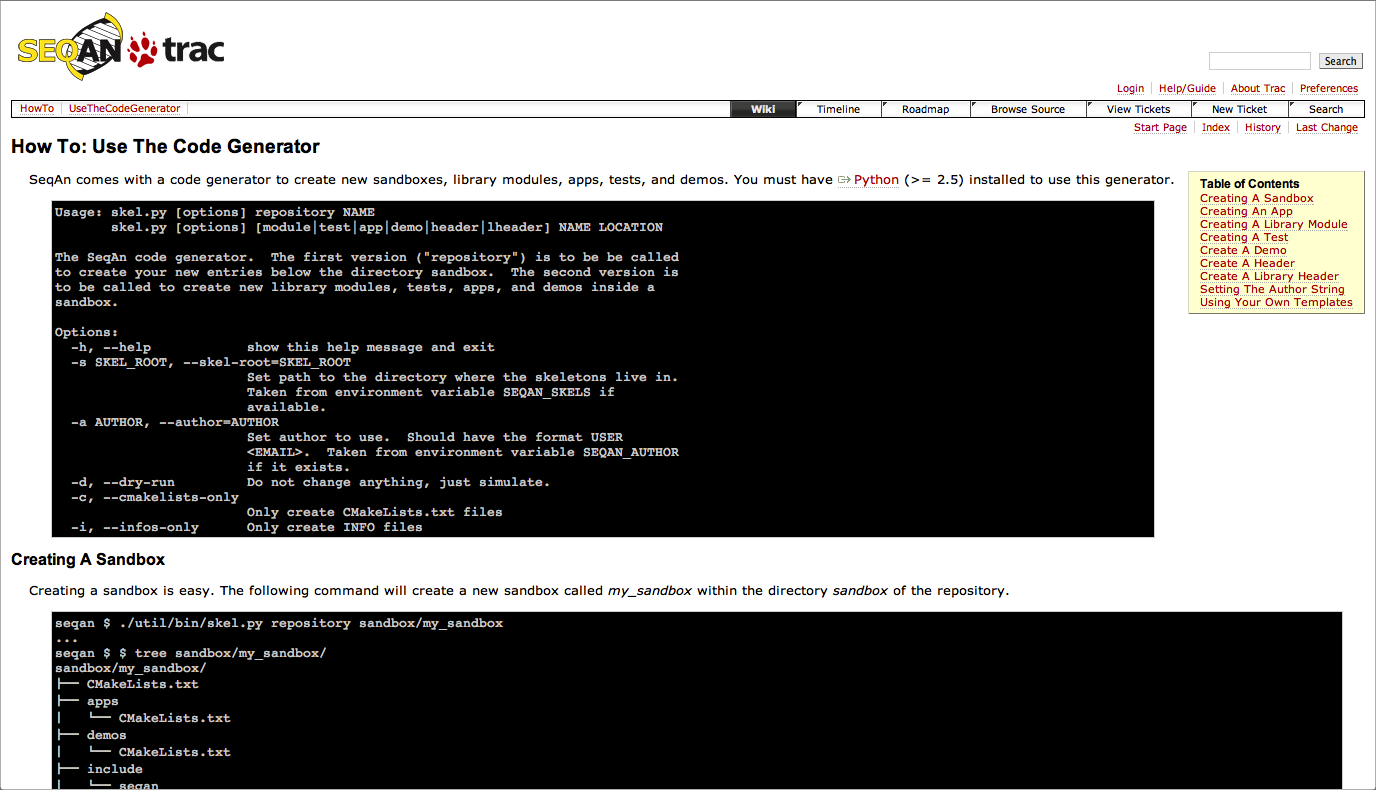 SEQAN trac
Search
Login Help/Guide About Trac Preferences
HowTo UseTheCodeGenerator Wiki Timeline Roadmap Browse Source View Tickets New Ticket Search
Start Page Index History Last Change
How To: Use The Code Generator
SeqAn comes with a code generator to create new sandboxes, library modules, apps, tests, and demos. You must have Python (>= 2.5) installed to use this generator.
Table of Contents
Creating A Sandbox
Creating An App
Creating A Library Module
Creating A Test
Create A Demo
Create A Header
Create A Library Header
Setting The Author String
Using Your Own Templates
Usage: skel.py [options] repository NAME
       skel.py [options] [module|test|app|demo|header|lheader] NAME LOCATION
The SeqAn code generator.  The first version ("repository") is to be be called
to create your new entries below the directory sandbox.  The second version is
to be called to create new library modules, tests, apps, and demos inside a
sandbox.
Options:
  -h, --help            show this help message and exit
  -s SKEL_ROOT, --skel-root=SKEL_ROOT
                        Set path to the directory where the skeletons live in.
                        Taken from environment variable SEQAN_SKELS if
                        available.
  -a AUTHOR, --author=AUTHOR
                        Set author to use.  Should have the format USER
                        <EMAIL>.  Taken from environment variable SEQAN_AUTHOR
                        if it exists.
  -d, --dry-run         Do not change anything, just simulate.
  -c, --cmakelists-only
                        Only create CMakeLists.txt files
  -i, --infos-only      Only create INFO files
Creating A Sandbox
Creating a sandbox is easy. The following command will create a new sandbox called my_sandbox within the directory sandbox of the repository.
seqan $ ./util/bin/skel.py repository sandbox/my_sandbox
...
seqan $ $ tree sandbox/my_sandbox/
sandbox/my_sandbox/
├── CMakeLists.txt
├── apps
│   └── CMakeLists.txt
├── demos
│   └── CMakeLists.txt
├── include
│   └── seqan